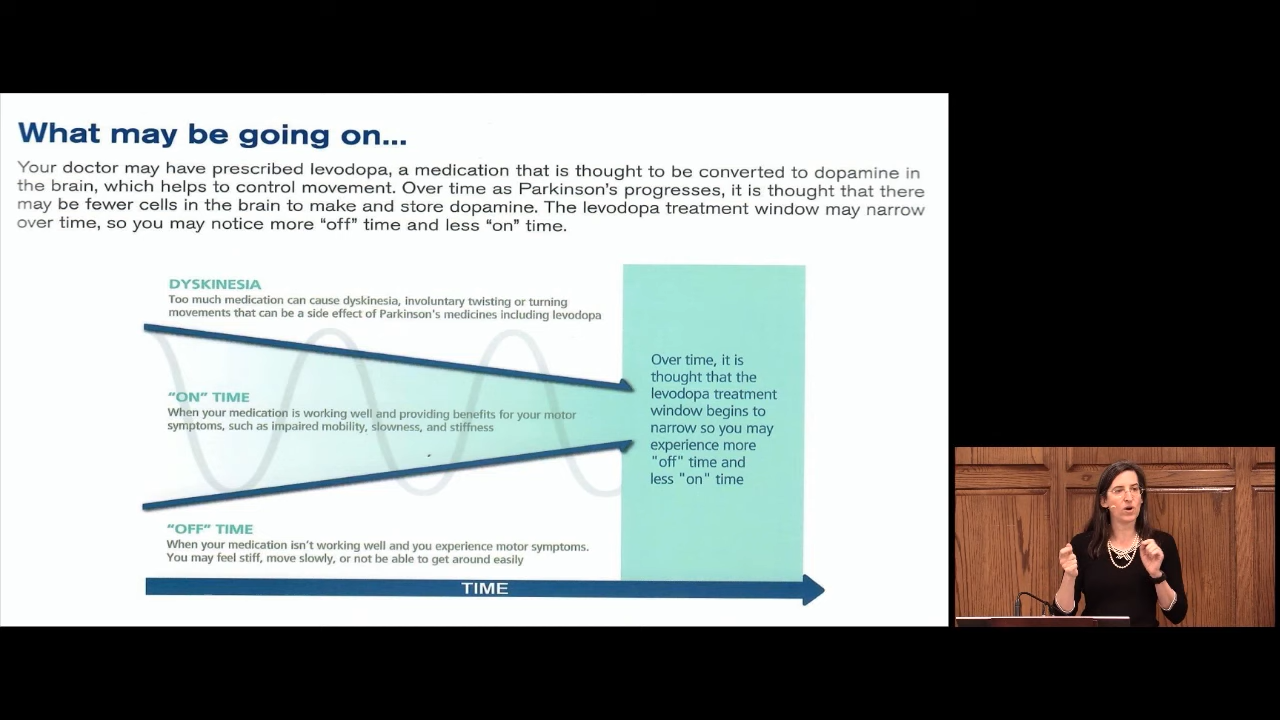 What may be going on...
Your doctor may have prescribed levodopa, a medication that is thought to be converted to dopamine in
the brain, which helps to control movement. Over time as Parkinson's progresses, it is thought that there
may be fewer cells in the brain to make and store dopamine. The levodopa treatment window may narrow
over time, so you may notice more “off” time and less “on” time.
DYSKINESIA
Too much medication can cause dyskinesia, involuntary twisting or turning
movements that can be a side effect of Parkinson's medicines including levodopa
“ON” TIME
When your medication is working well and providing benefits for your motor
symptoms, such as impaired mobility, slowness, and stiffness
“OFF” TIME
When your medication isn't working well and you experience motor symptoms.
You may feel stiff, move slowly, or not be able to get around easily
Over time, it is
thought that the
levodopa treatment
window begins to
narrow so you may
experience more
"off" time and
less "on" time
TIME